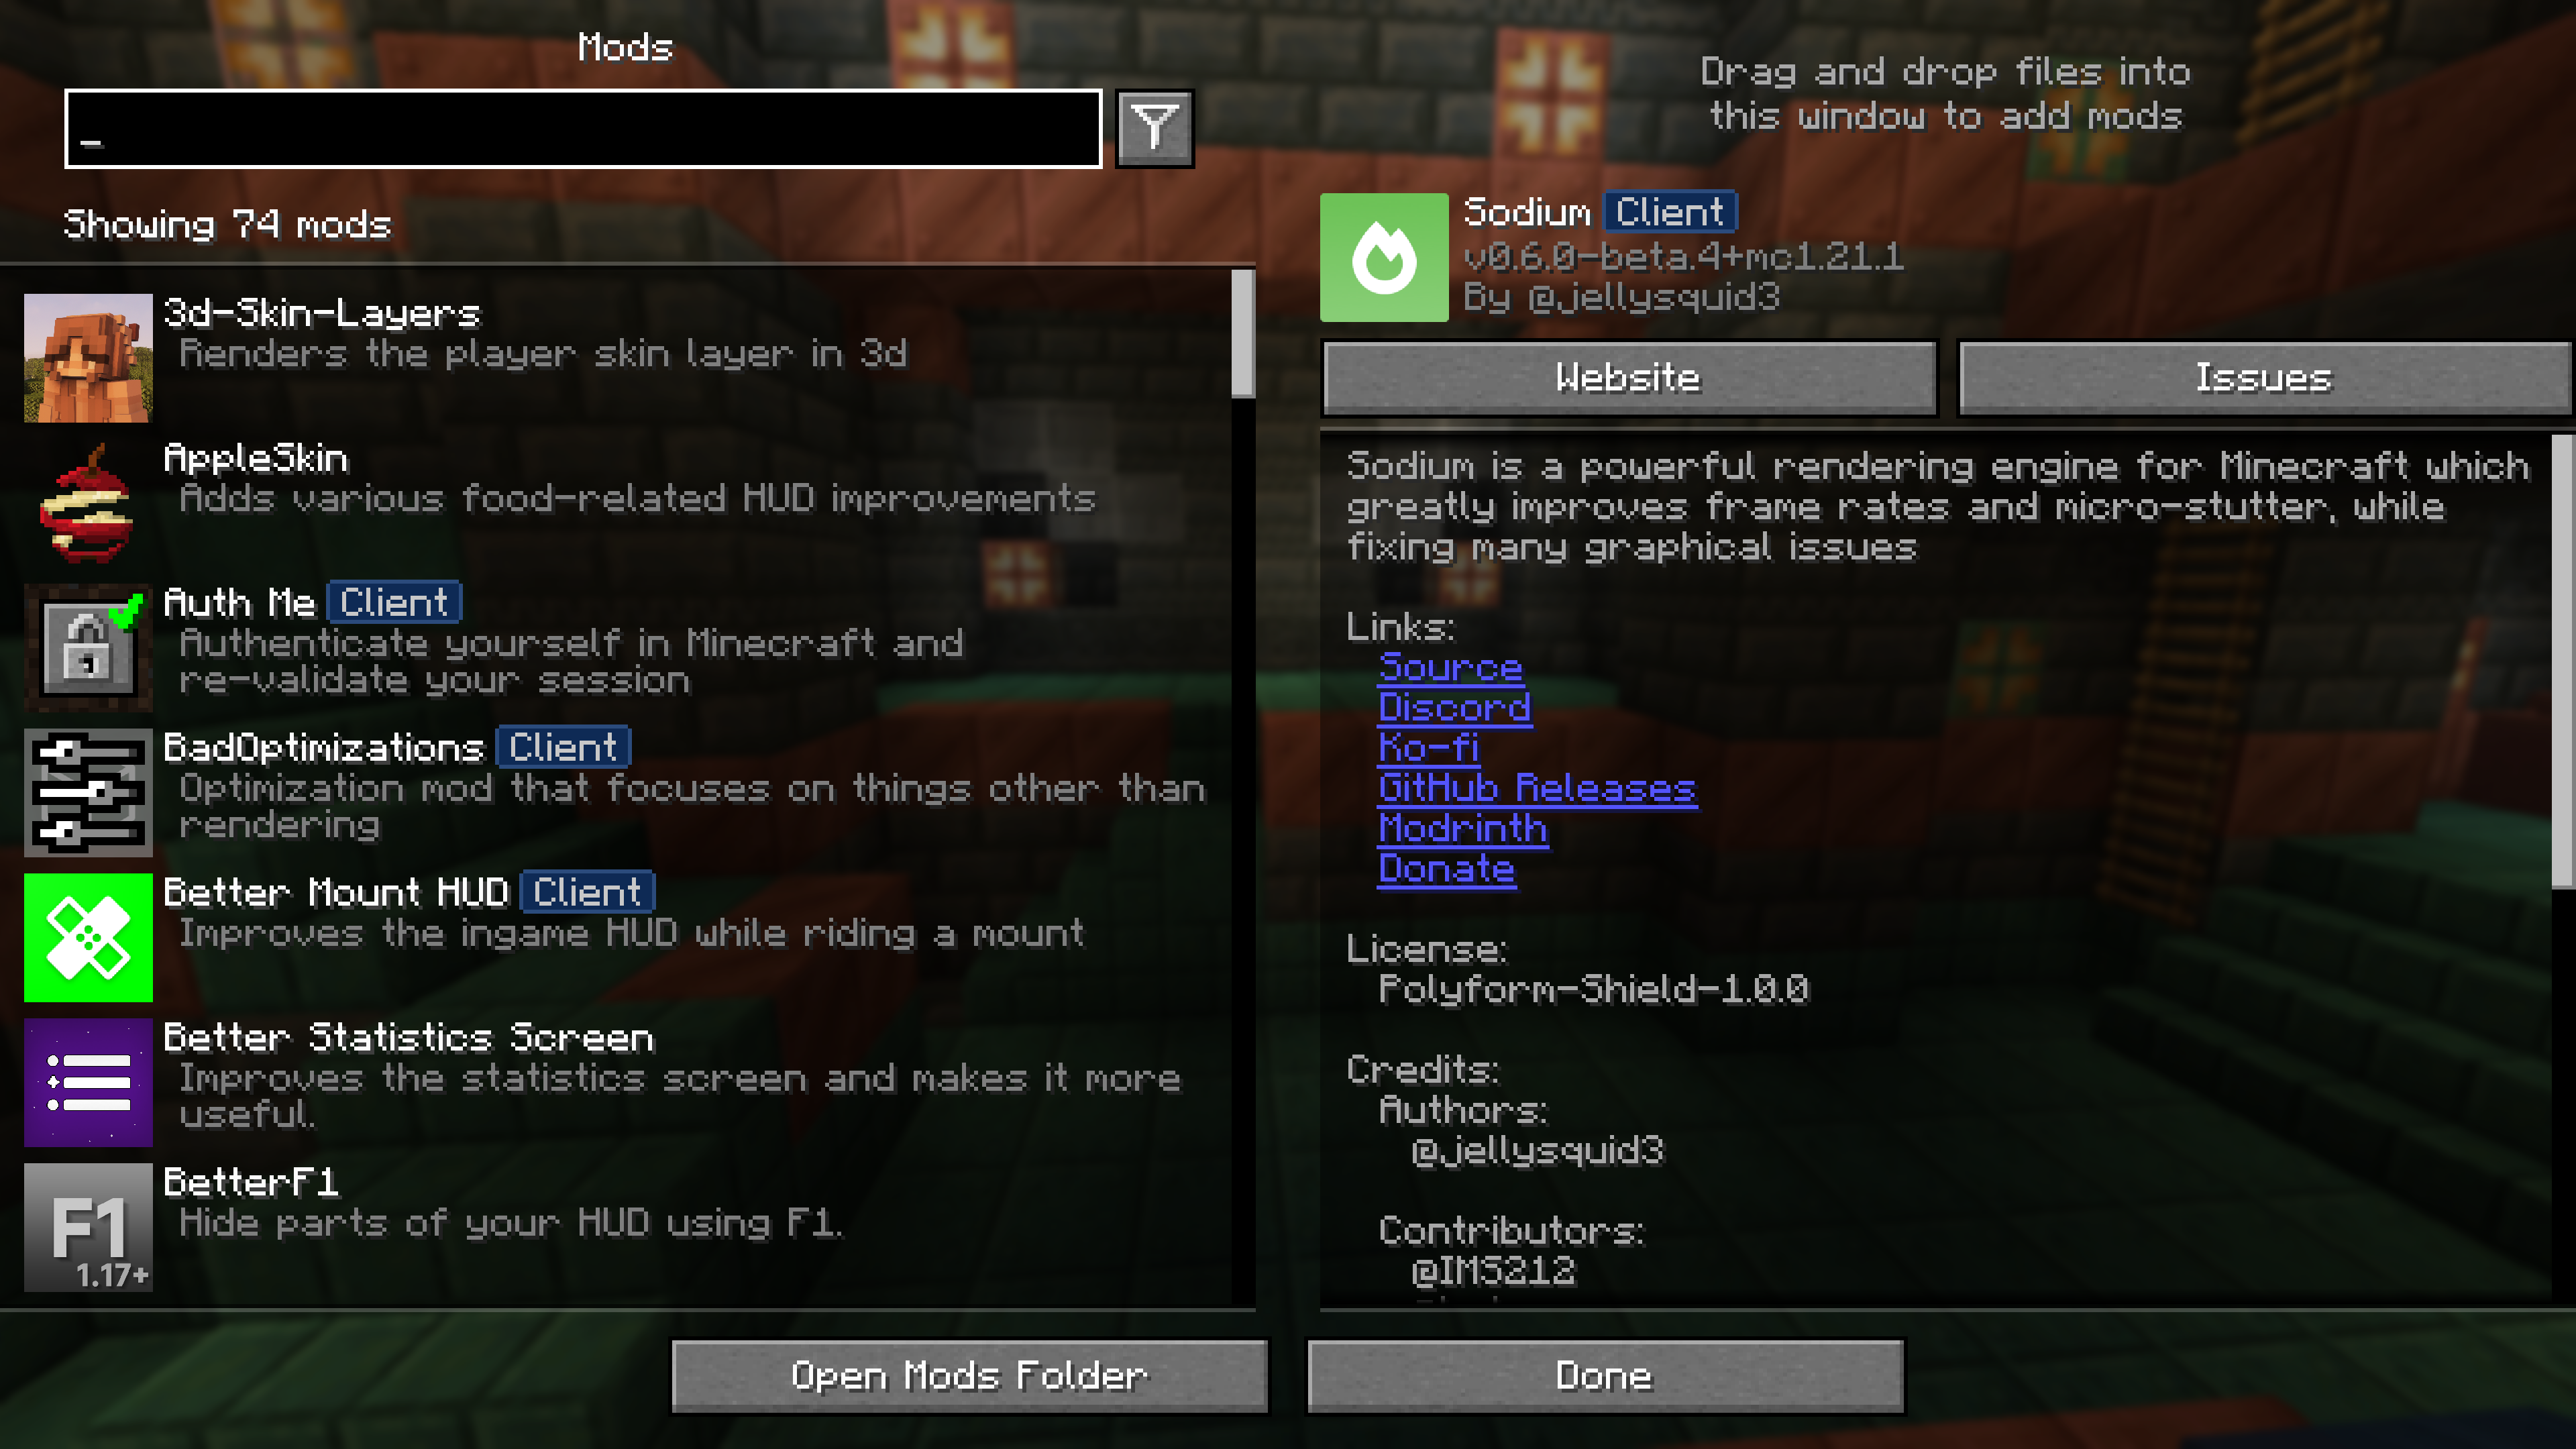 Mods
_
Showing 74 mods
3d-Skin-Layers
Renders the player skin layer in 3d
AppleSkin
Adds various food-related HUD improvements
Auth Me Client
Authenticate yourself in Minecraft and
re-validate your session
BadOptimizations Client
Optimization mod that focuses on things other than
rendering
Better Mount HUD Client
Improves the ingame HUD while riding a mount
Better Statistics Screen
Improves the statistics screen and makes it more
useful.
F1
1.17+
BetterF1
Hide parts of your HUD using F1.
Drag and drop files into
this window to add mods
Sodium Client
v0.6.0-beta.4+mc1.21.1
By @jellysquid3
Website
Issues
Sodium is a powerful rendering engine for Minecraft which
greatly improves frame rates and micro-stutter, while
fixing many graphical issues
Links:
Source
Discord
Ko-fi
GitHub Releases
Modrinth
Donate
License:
Polyform-Shield-1.0.0
Credits:
Authors:
@jellysquid3
Contributors:
@IMS212
Open Mods Folder
Done